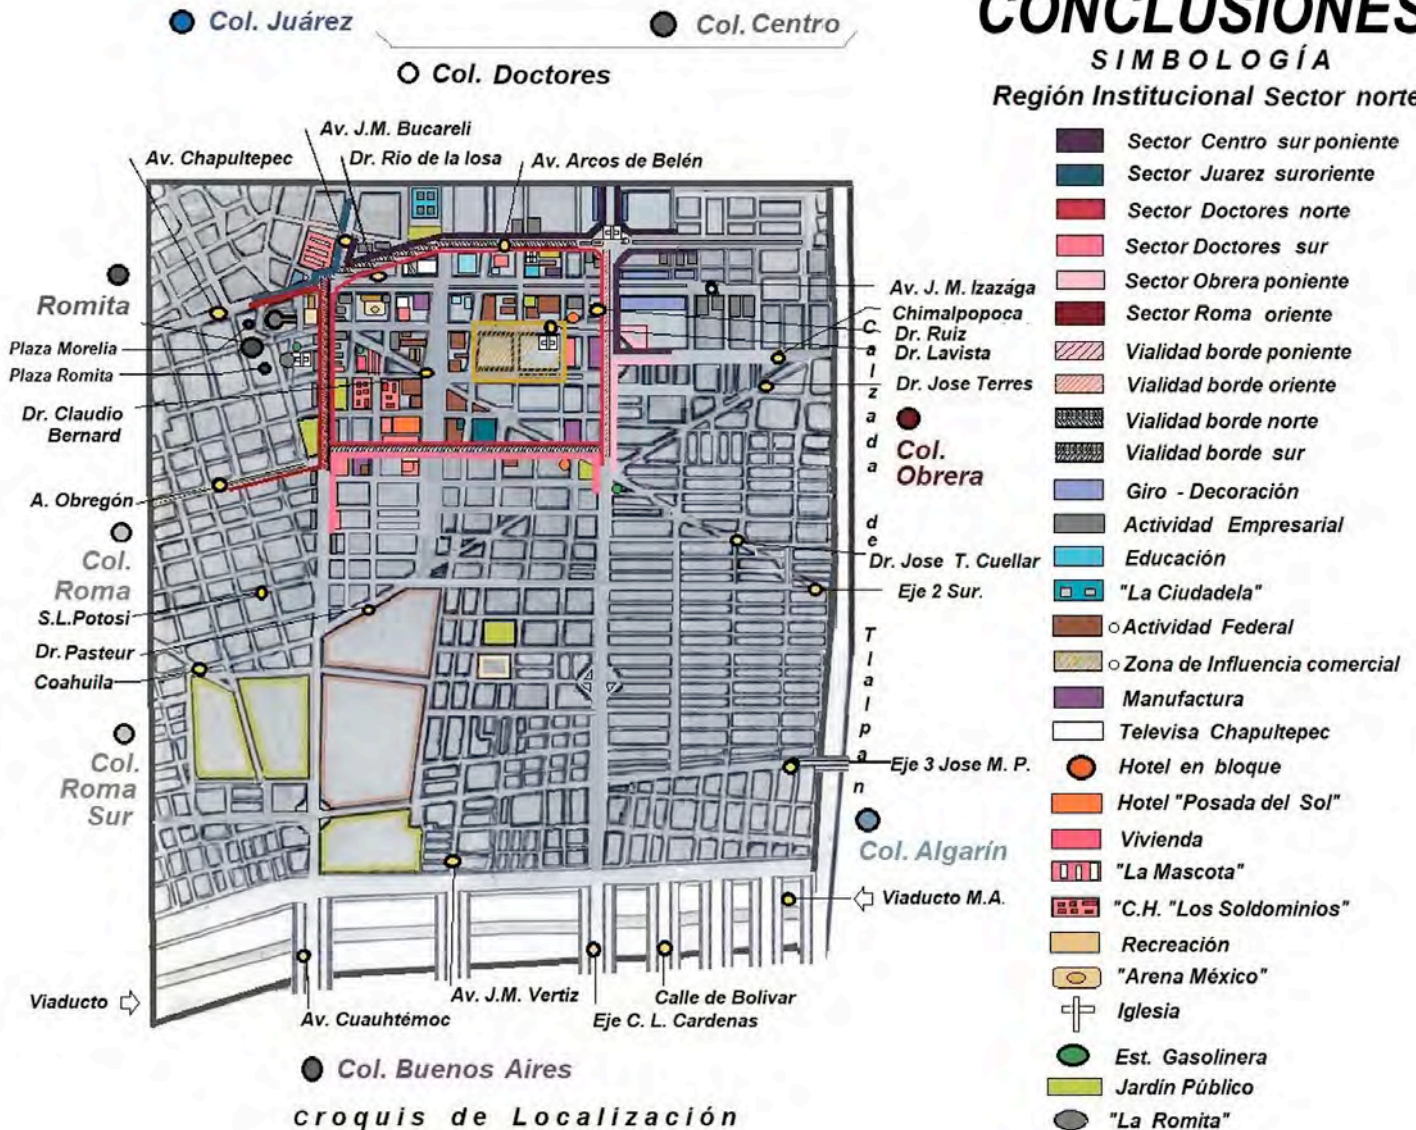 CONCLUSIONES
SIMBOLOGÍA
Región Institucional Sector norte
Col. Juárez
Col. Centro
Col. Doctores
Av. J.M. Bucareli
Av. Chapultepec
Dr. Rio de la losa
Av. Arcos de Belén
Romita
Plaza Morelia
Plaza Romita
Dr. Claudio
Bernard
A. Obregón
Col.
Roma
S.L.Potosi
Dr. Pasteur
Coahuila
Col.
Roma
Sur
Viaducto
Av. J. M. Izazága
Chimalpopoca
Dr. Ruiz
Dr. Lavista
Dr. Jose Terres
Col.
Obrera
Calzada de Tlalpan
Dr. Jose T. Cuellar
Eje 2 Sur.
Eje 3 Jose M. P.
Col. Algarín
Viaducto M.A.
Av. Cuauhtémoc
Av. J.M. Vertiz
Eje C. L. Cardenas
Calle de Bolivar
Col. Buenos Aires
croquis de Localización
Sector Centro sur poniente
Sector Juarez suroriente
Sector Doctores norte
Sector Doctores sur
Sector Obrera poniente
Sector Roma oriente
Vialidad borde poniente
Vialidad borde oriente
Vialidad borde norte
Vialidad borde sur
Giro - Decoración
Actividad Empresarial
Educación
"La Ciudadela"
Actividad Federal
Zona de Influencia comercial
Manufactura
Televisa Chapultepec
Hotel en bloque
Hotel "Posada del Sol"
Vivienda
"La Mascota"
"C.H. "Los Soldominios"
Recreación
"Arena México"
Iglesia
Est. Gasolinera
Jardín Público
"La Romita"